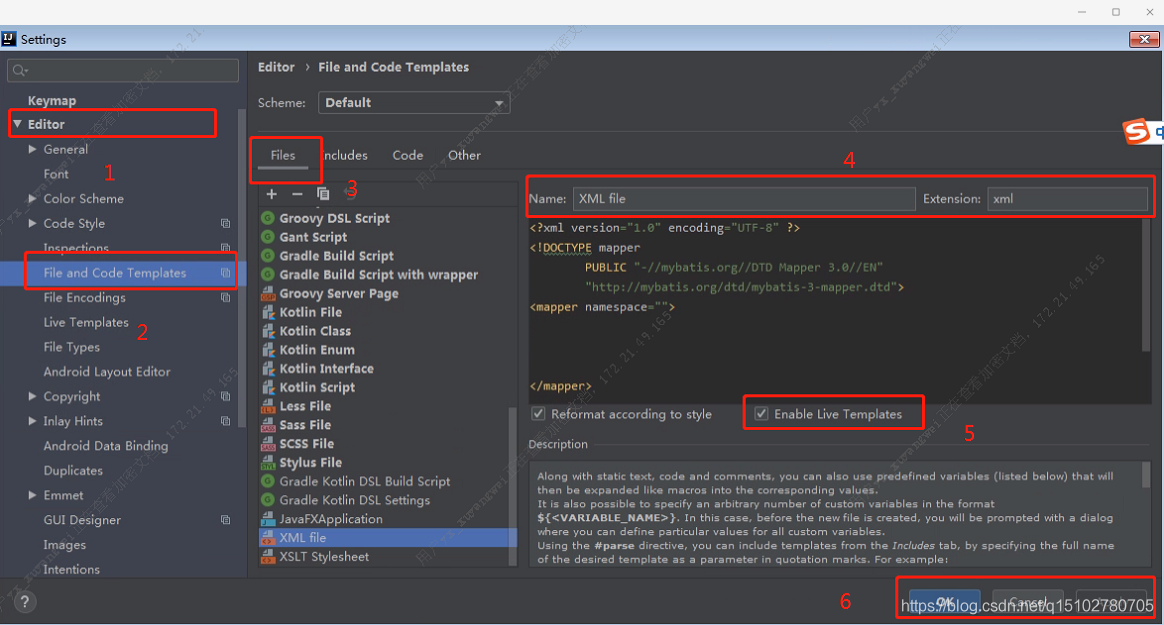 Settings
Keymap
Editor
General
1
Font
Color Scheme
Code Style
Inspections
File and Code Templates
File Encodings
Live Templates
2
File Types
Android Layout Editor
Copyright
Inlay Hints
Android Data Binding
Duplicates
Emmet
GUI Designer
Images
Intentions
?
Editor › File and Code Templates
Scheme: Default
Files Includes Code Other
3
4
Groovy DSL Script
Gant Script
Gradle Build Script
Gradle Build Script with wrapper
Groovy Server Page
Kotlin File
Kotlin Class
Kotlin Enum
Kotlin Interface
Kotlin Script
Less File
Sass File
SCSS File
Stylus File
Gradle Kotlin DSL Build Script
Gradle Kotlin DSL Settings
JavaFXApplication
XML file
XSLT Stylesheet
Name: XML file Extension: xml
<?xml version="1.0" encoding="UTF-8" ?>
<!DOCTYPE mapper
PUBLIC "-//mybatis.org//DTD Mapper 3.0//EN"
"http://mybatis.org/dtd/mybatis-3-mapper.dtd">
<mapper namespace="">
</mapper>
Reformat according to style Enable Live Templates
5
Description
Along with static text, code and comments, you can also use predefined variables (listed below) that will
then be expanded like macros into the corresponding values.
It is also possible to specify an arbitrary number of custom variables in the format
${<VARIABLE_NAME>}. In this case, before the new file is created, you will be prompted with a dialog
where you can define particular values for all custom variables.
Using the #parse directive, you can include templates from the Includes tab, by specifying the full name
of the desired template as a parameter in quotation marks. For example:
6
OK Cancel
https://blog.csdn.net/q15102780705